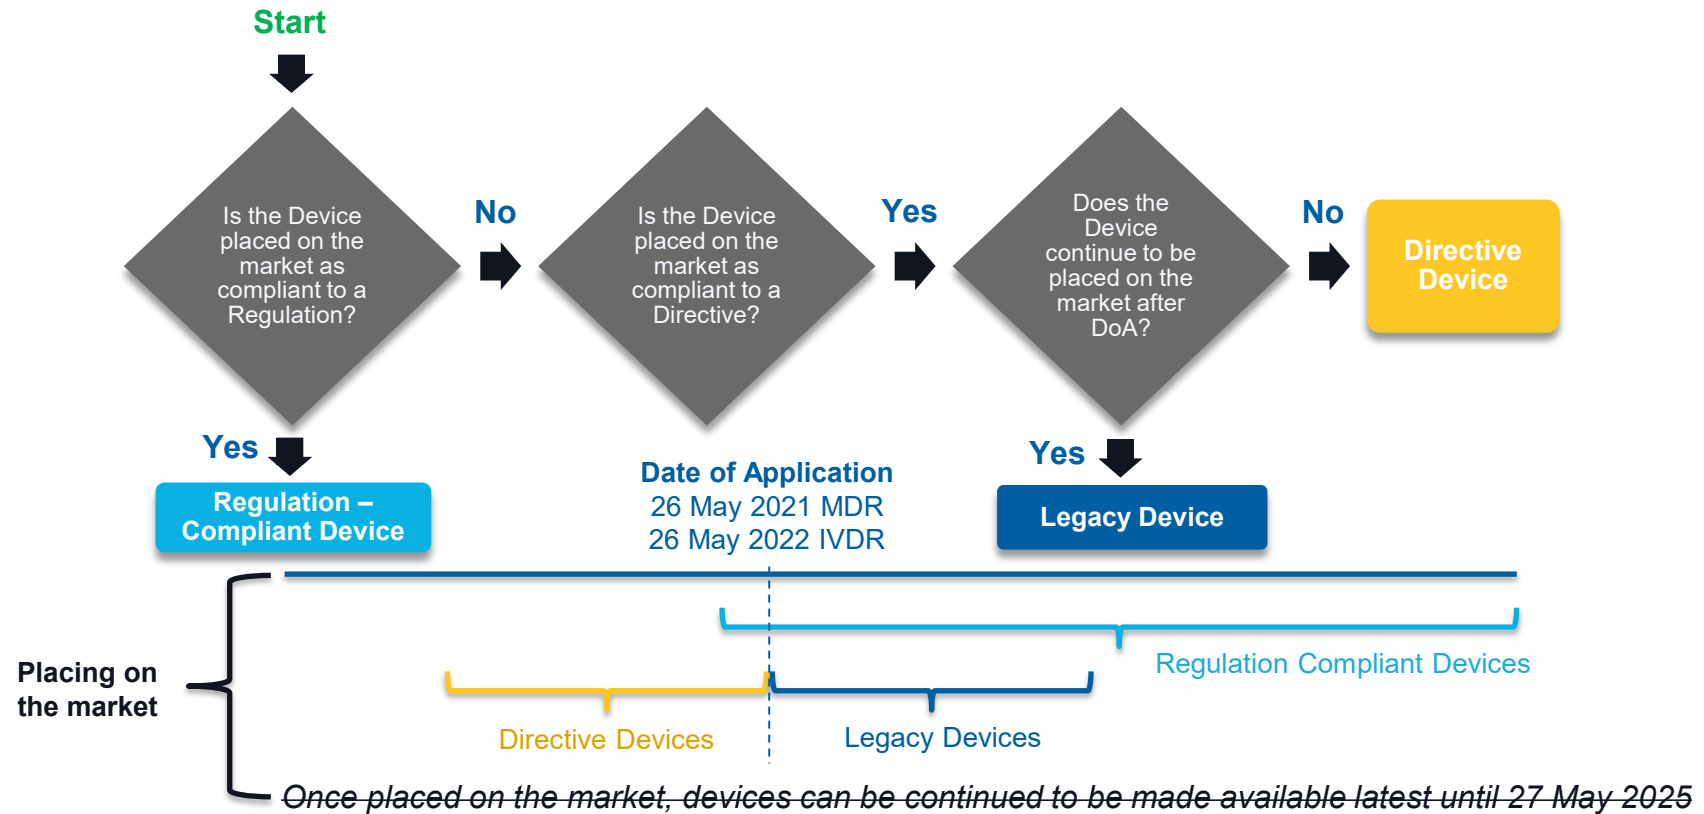 Start
Is the Device
placed on the
market as
compliant to a
Regulation?
No
Is the Device
placed on the
market as
compliant to a
Directive?
Yes
Does the
Device
continue to be
placed on the
market after
DoA?
No
Directive
Device
Yes
Regulation –
Compliant Device
Date of Application
26 May 2021 MDR
26 May 2022 IVDR
Yes
Legacy Device
Placing on
the market
Regulation Compliant Devices
Directive Devices
Legacy Devices
Once placed on the market, devices can be continued to be made available latest until 27 May 2025